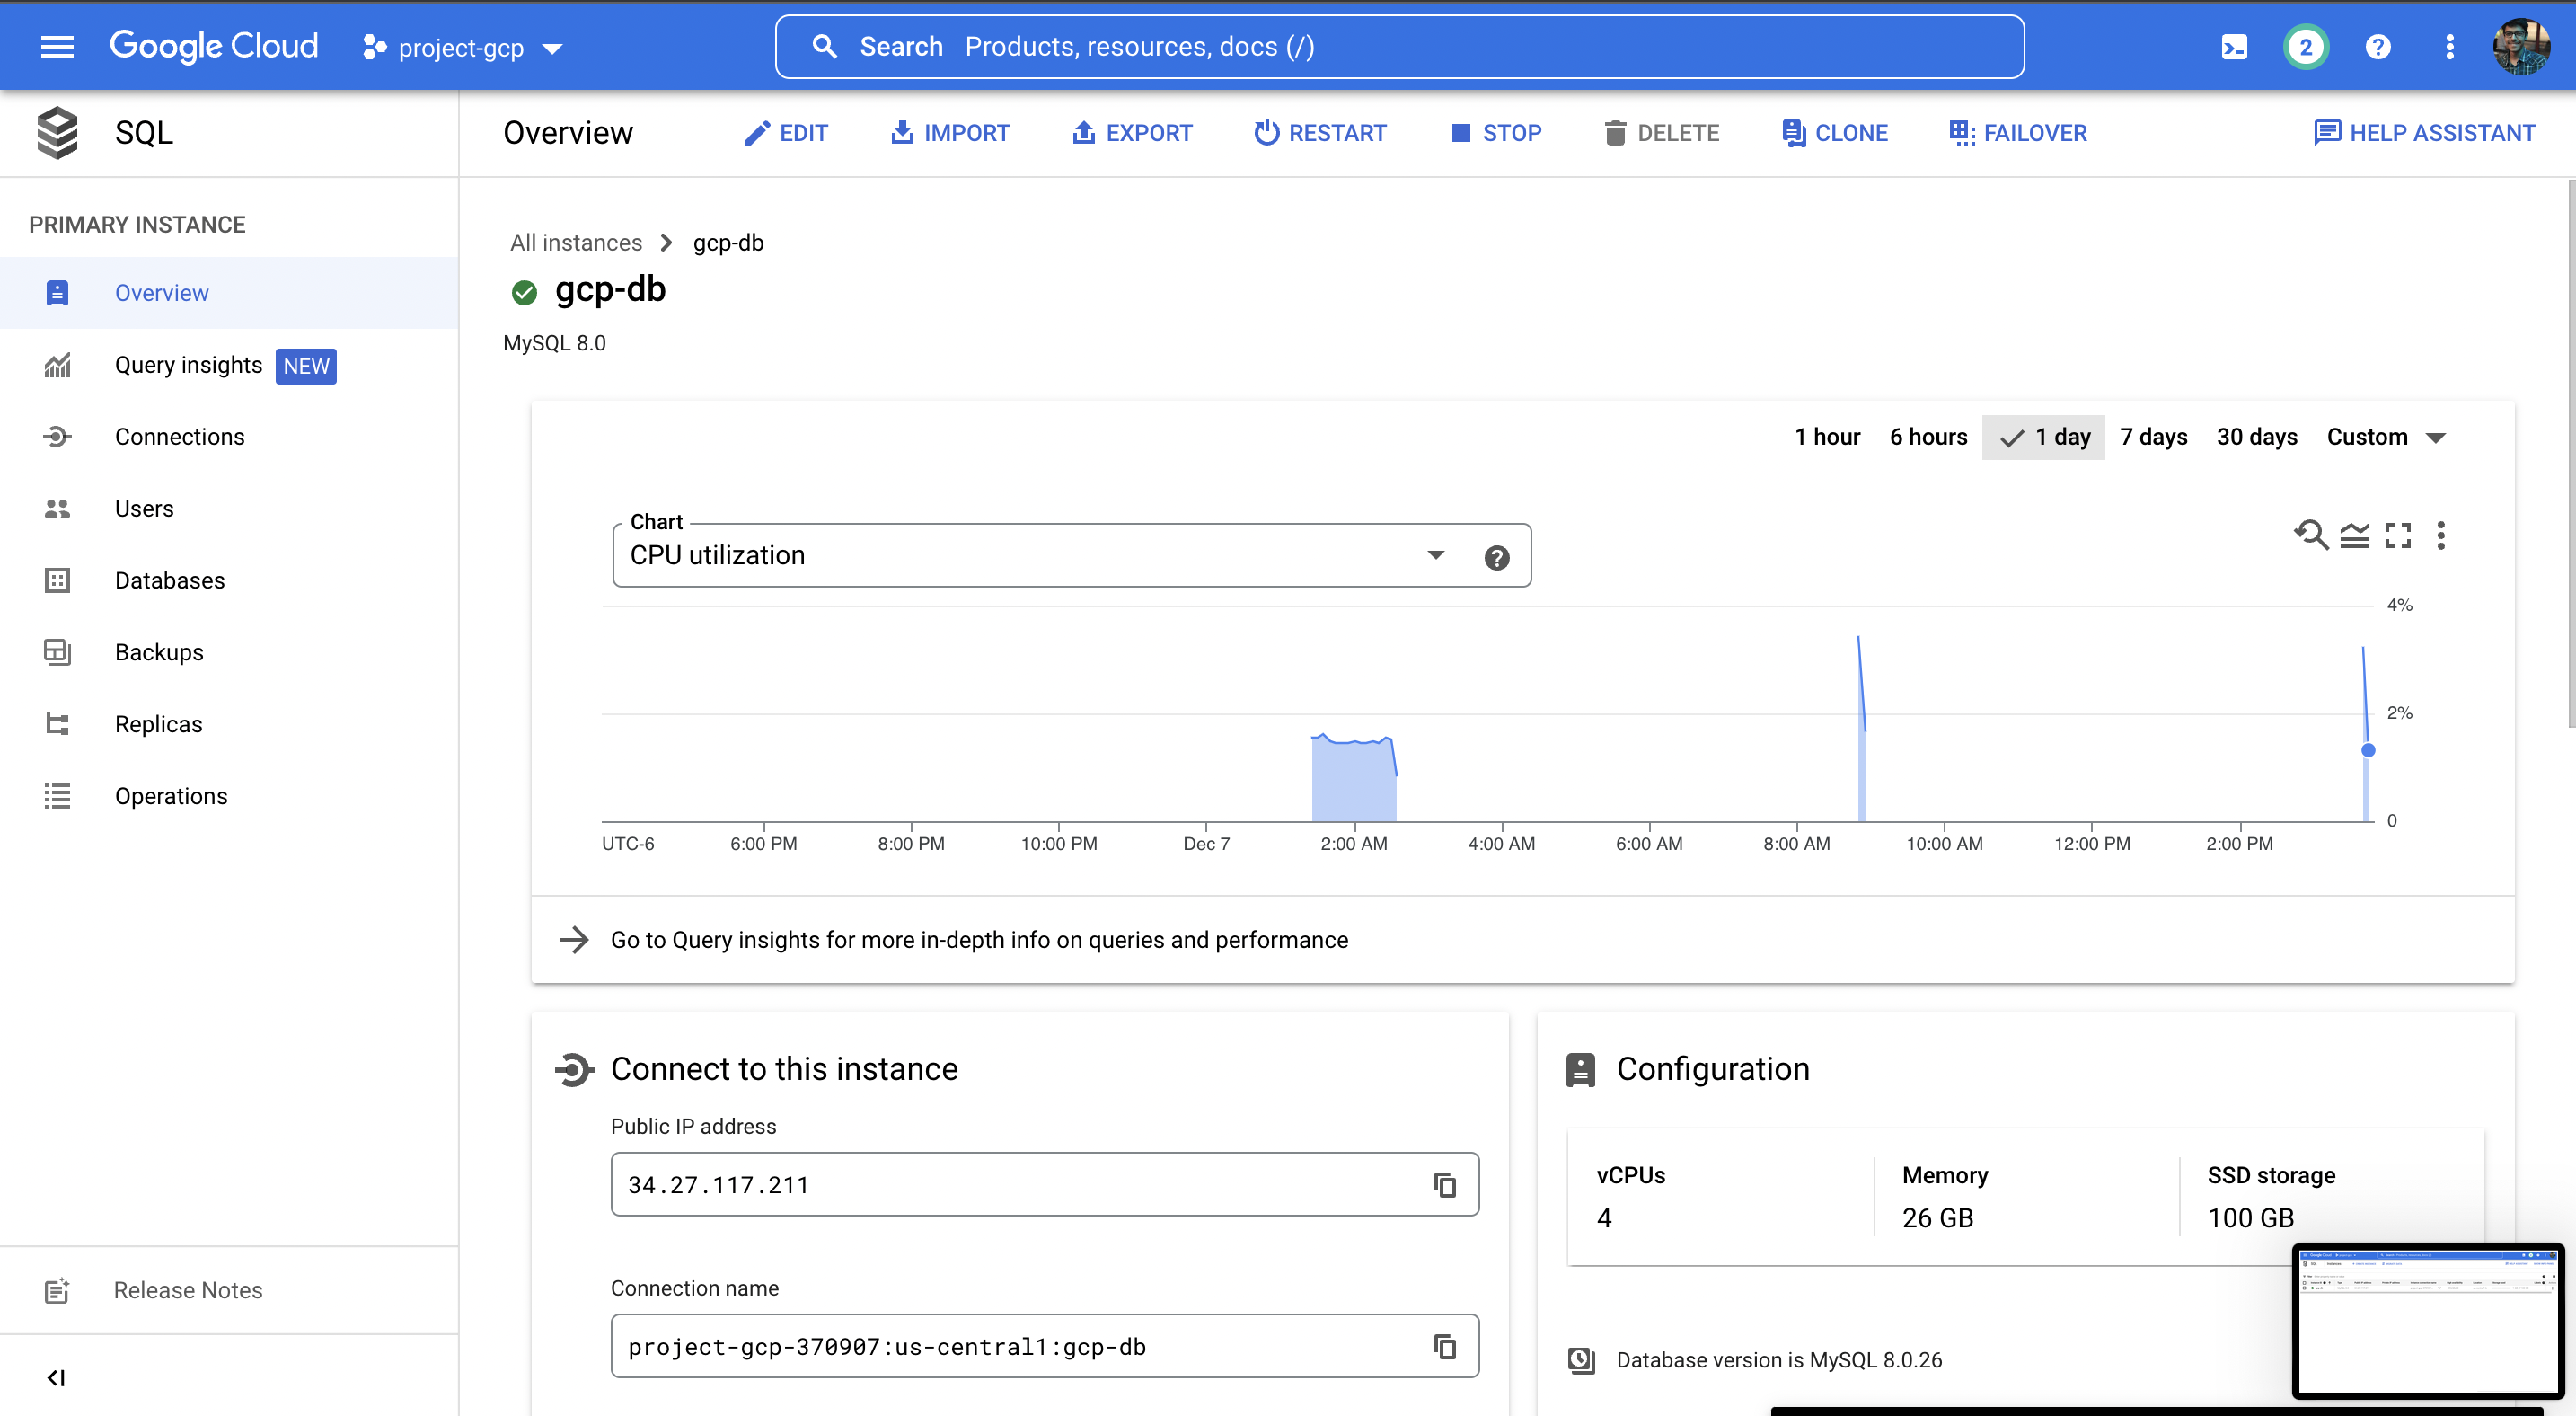 Google Cloud project-gcp Search Products, resources, docs (/) 2
SQL
Overview EDIT IMPORT EXPORT RESTART STOP DELETE CLONE FAILOVER HELP ASSISTANT
PRIMARY INSTANCE
Overview
Query insights NEW
Connections
Users
Databases
Backups
Replicas
Operations
Release Notes
All instances gcp-db
gcp-db
MySQL 8.0
1 hour 6 hours 1 day 7 days 30 days Custom
Chart
CPU utilization
4%
2%
0
UTC-6 6:00 PM 8:00 PM 10:00 PM Dec 7 2:00 AM 4:00 AM 6:00 AM 8:00 AM 10:00 AM 12:00 PM 2:00 PM
Go to Query insights for more in-depth info on queries and performance
Connect to this instance
Public IP address
34.27.117.211
Connection name
project-gcp-370907:us-central1:gcp-db
Configuration
vCPUs Memory SSD storage
4 26 GB 100 GB
Database version is MySQL 8.0.26